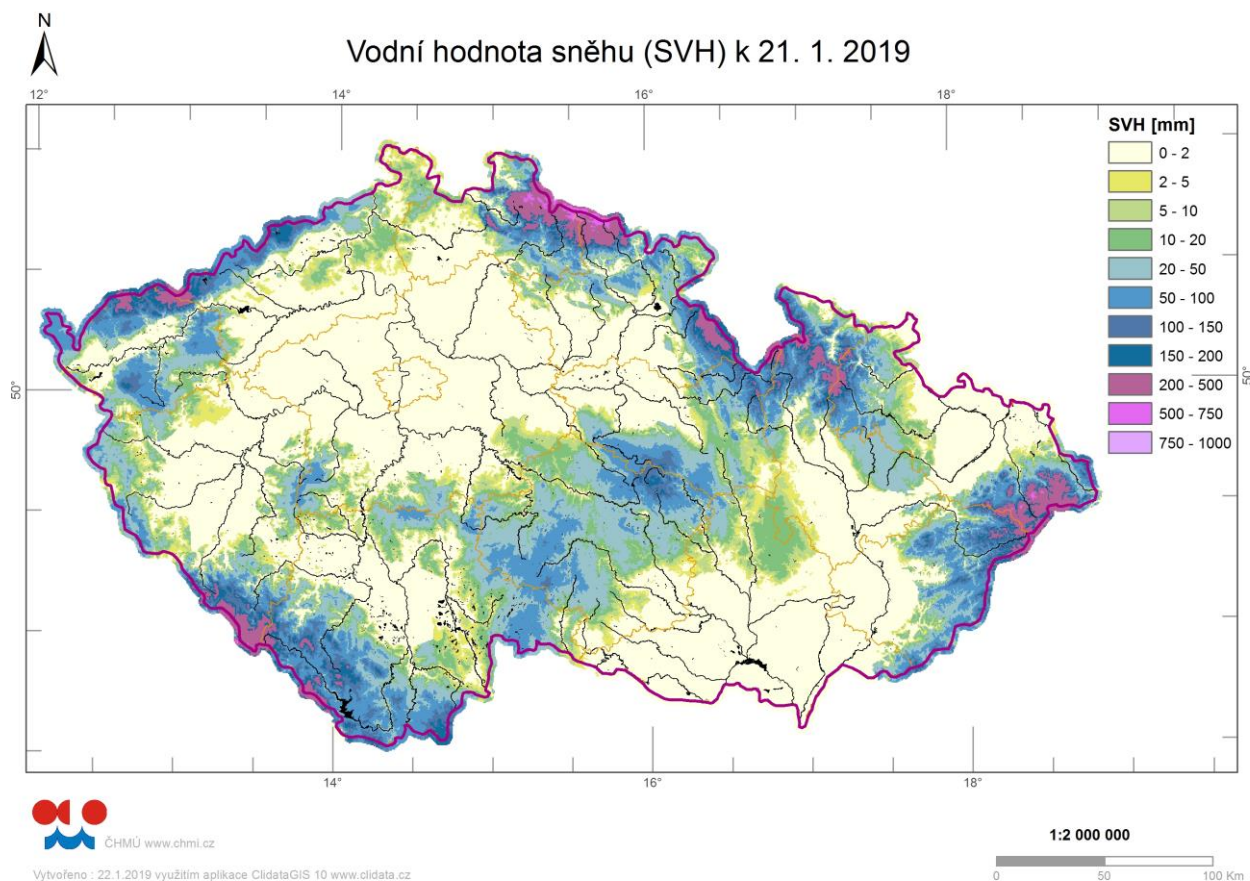 N
Vodní hodnota sněhu (SVH) k 21. 1. 2019
12° 14° 16° 18°
SVH [mm]
0 - 2
2 - 5
5 - 10
10 - 20
20 - 50
50 - 100
100 - 150
150 - 200
200 - 500
500 - 750
750 - 1000
50° 50°
14° 16° 18°
ČHMÚ www.chmi.cz
1:2 000 000
Vytvořeno : 22.1.2019 využitím aplikace ClidataGIS 10 www.clidata.cz
0 50 100 Km